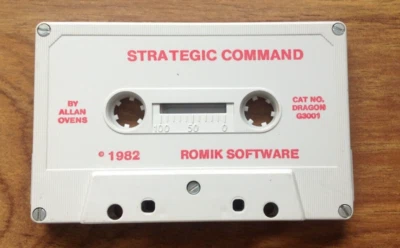 STRATEGIC COMMAND
BY
ALLAN
OVENS
CAT NO.
DRAGON
G3001
100 50 0
© 1982 ROMIK SOFTWARE